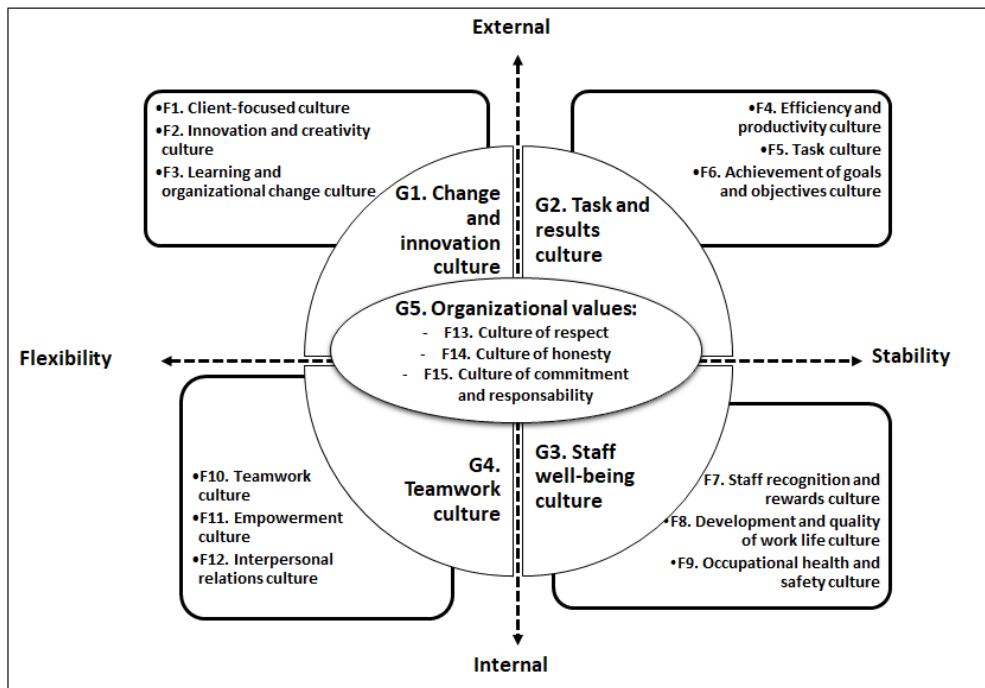 External
•F1. Client-focused culture
•F2. Innovation and creativity
culture
•F3. Learning and
organizational change culture
•F4. Efficiency and
productivity culture
•F5. Task culture
•F6. Achievement of goals
and objectives culture
G1. Change
and
innovation
culture
G2. Task and
results
culture
G5. Organizational values:
- F13. Culture of respect
- F14. Culture of honesty
- F15. Culture of commitment
and responsability
Flexibility
Stability
G4.
Teamwork
culture
G3. Staff
well-being
culture
•F10. Teamwork
culture
•F11. Empowerment
culture
•F12. Interpersonal
relations culture
F7. Staff recognition and
rewards culture
•F8. Development and quality
of work life culture
•F9. Occupational health and
safety culture
Internal